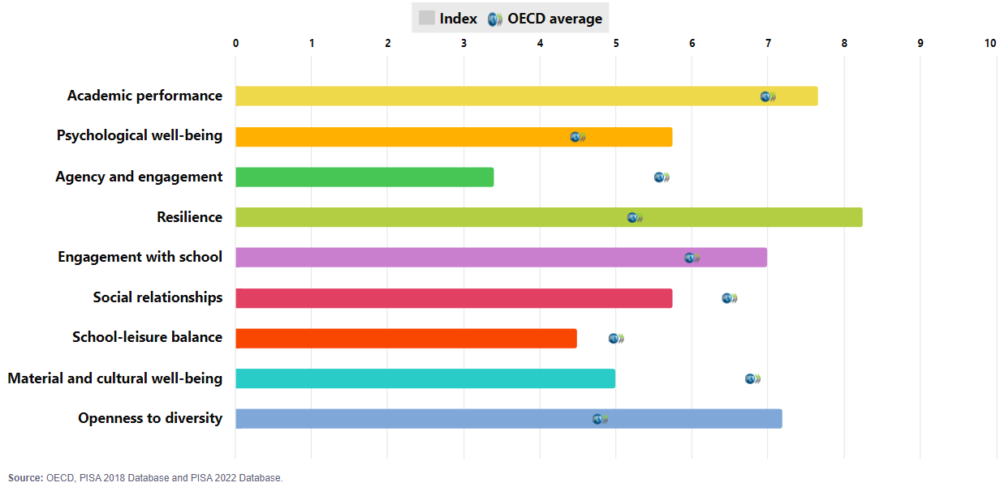 Index OECD average
0 1 2 3 4 5 6 7 8 9 10
Academic performance
Psychological well-being
Agency and engagement
Resilience
Engagement with school
Social relationships
School-leisure balance
Material and cultural well-being
Openness to diversity
Source: OECD, PISA 2018 Database and PISA 2022 Database.